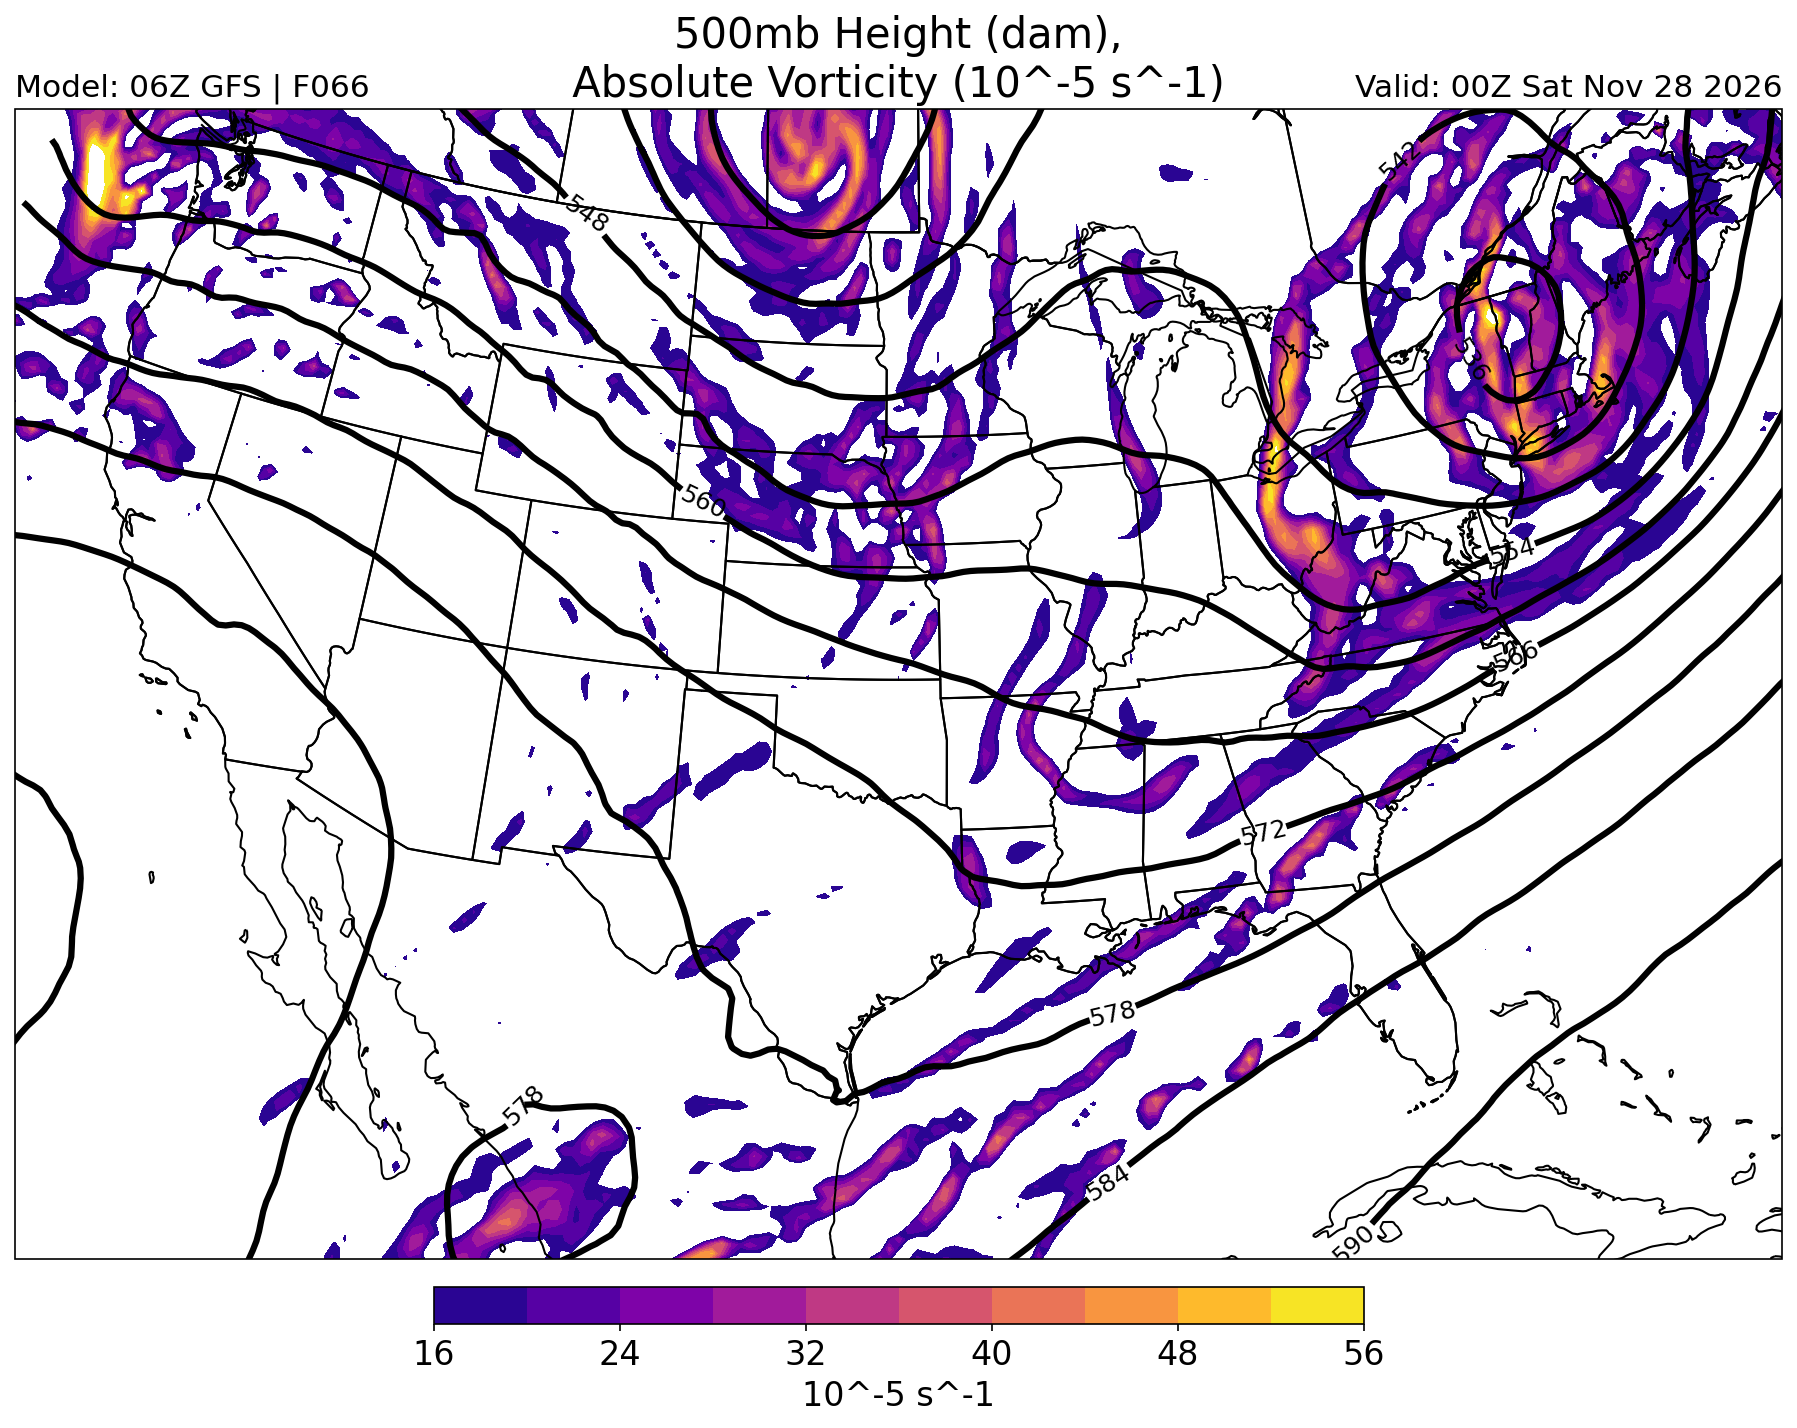 500mb Height (dam),
Absolute Vorticity (10^-5 s^-1)
Model: 06Z GFS | F066
Valid: 00Z Sat Nov 28 2026
542
548
536
560
554
566
572
578
578
584
590
16 24 32 40 48 56
10^-5 s^-1